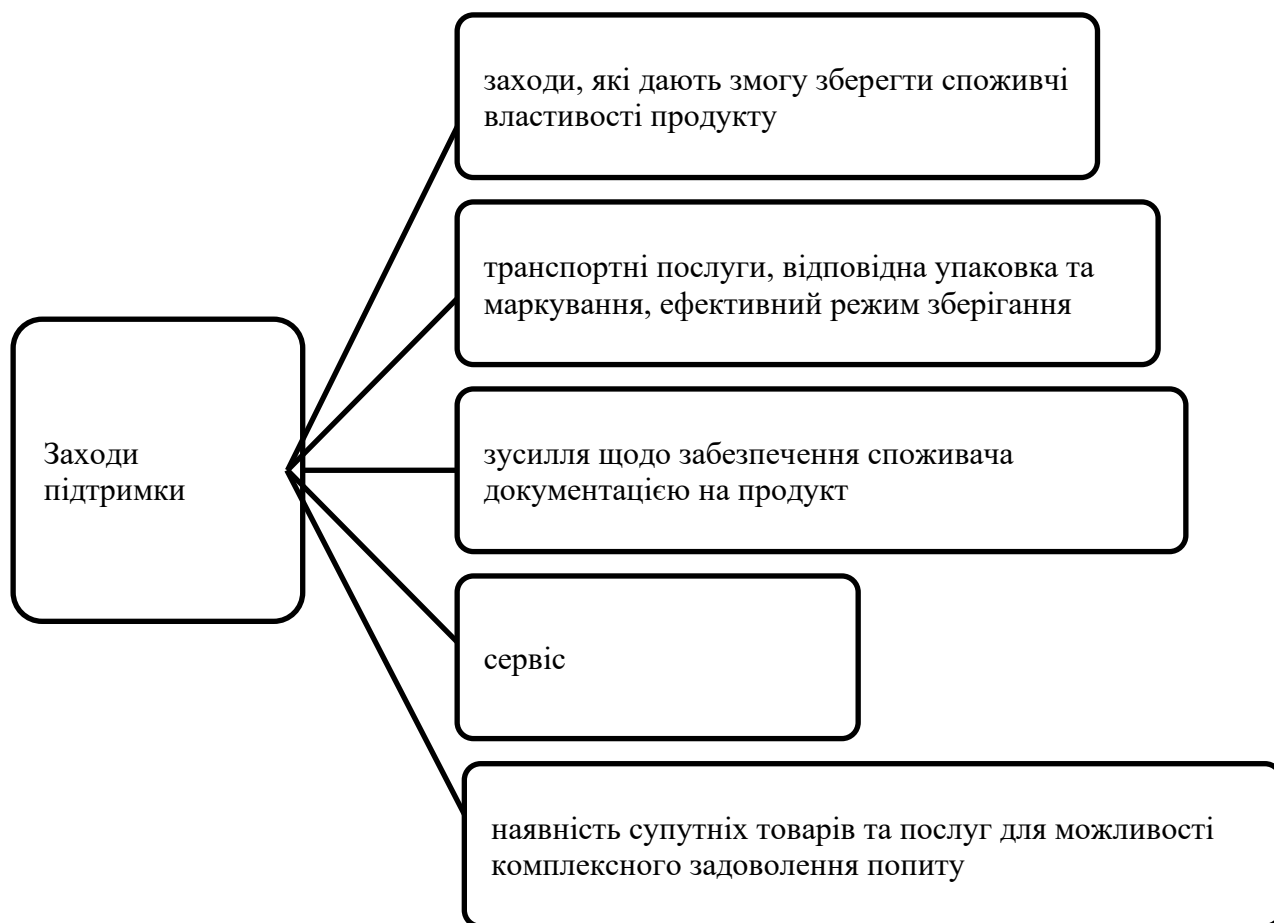 заходи, які дають змогу зберегти споживчі
властивості продукту
транспортні послуги, відповідна упаковка та
маркування, ефективний режим зберігання
Заходи
підтримки
зусилля щодо забезпечення споживача
документацією на продукт
сервіс
наявність супутніх товарів та послуг для можливості
комплексного задоволення попиту